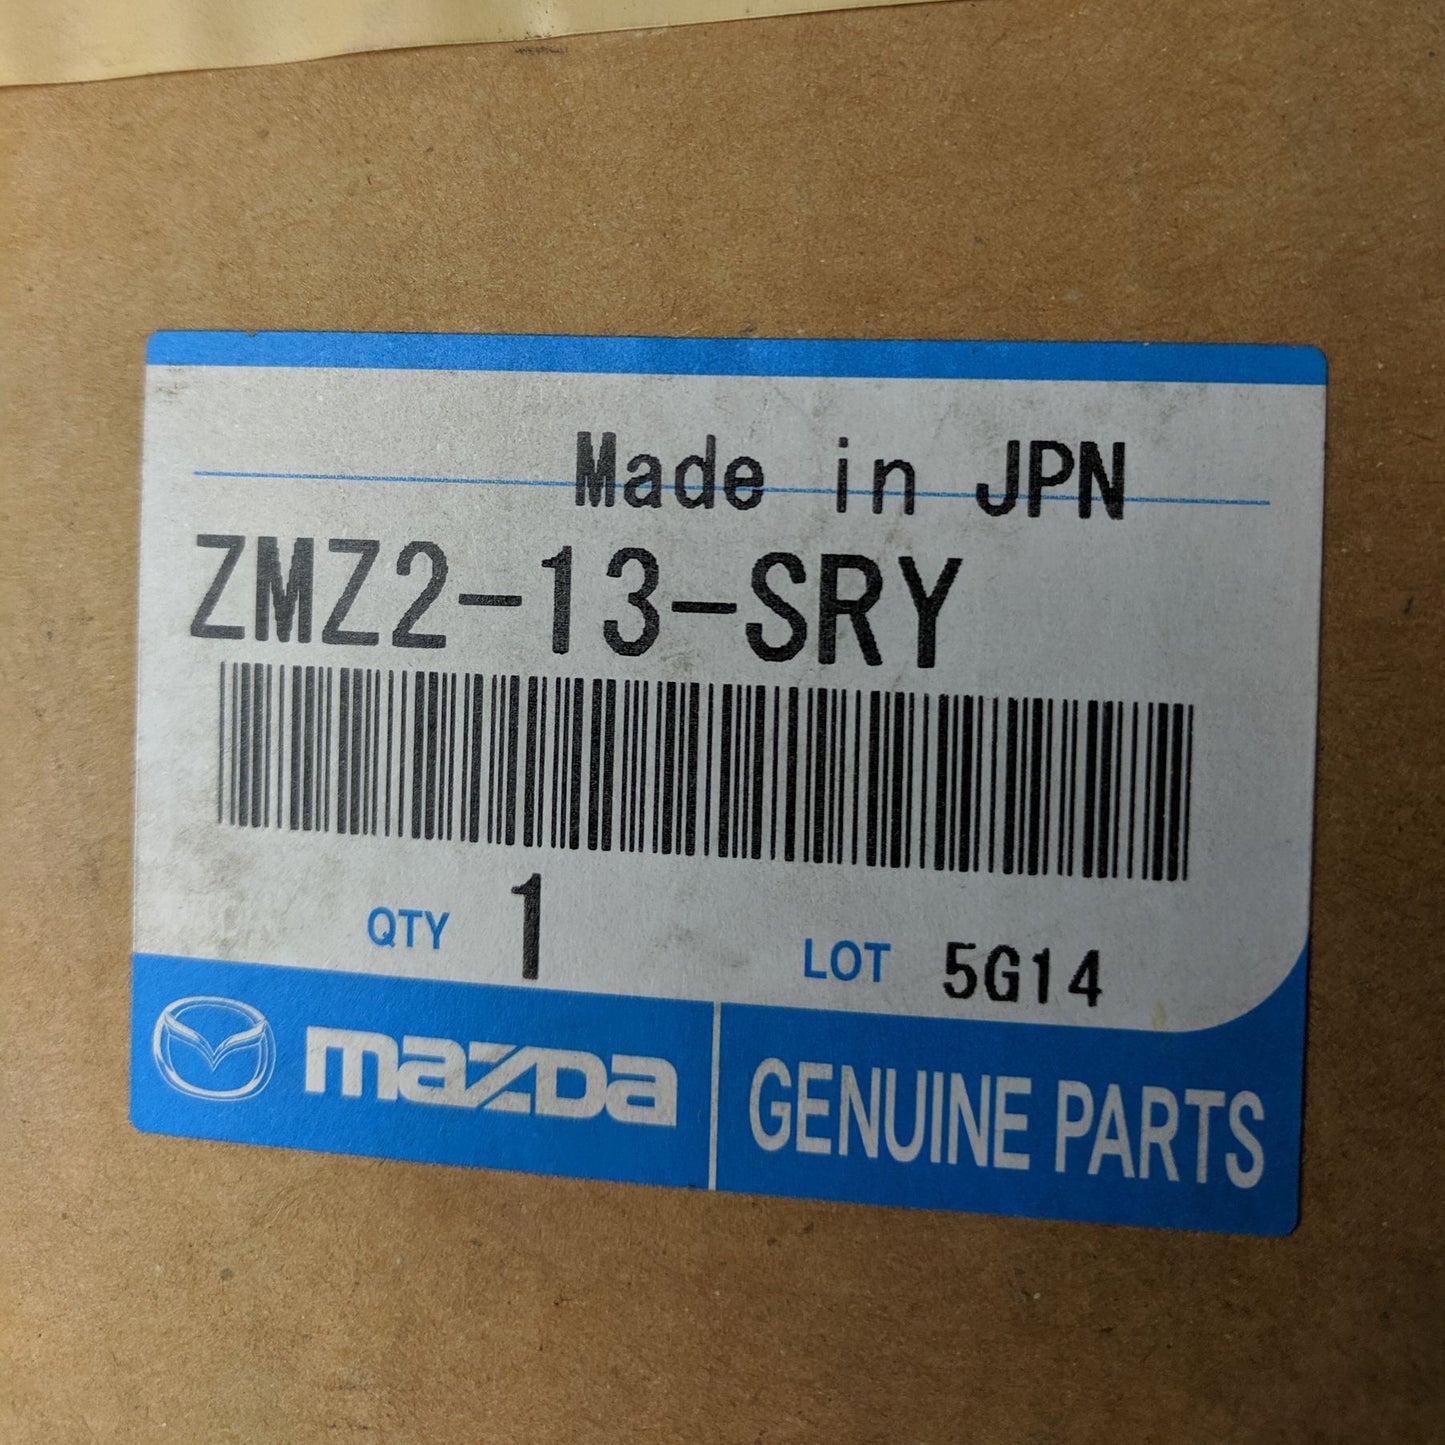 Made in JPN
ZMZ2-13-SRY
QTY 1 LOT 5G14
mazda GENUINE PARTS